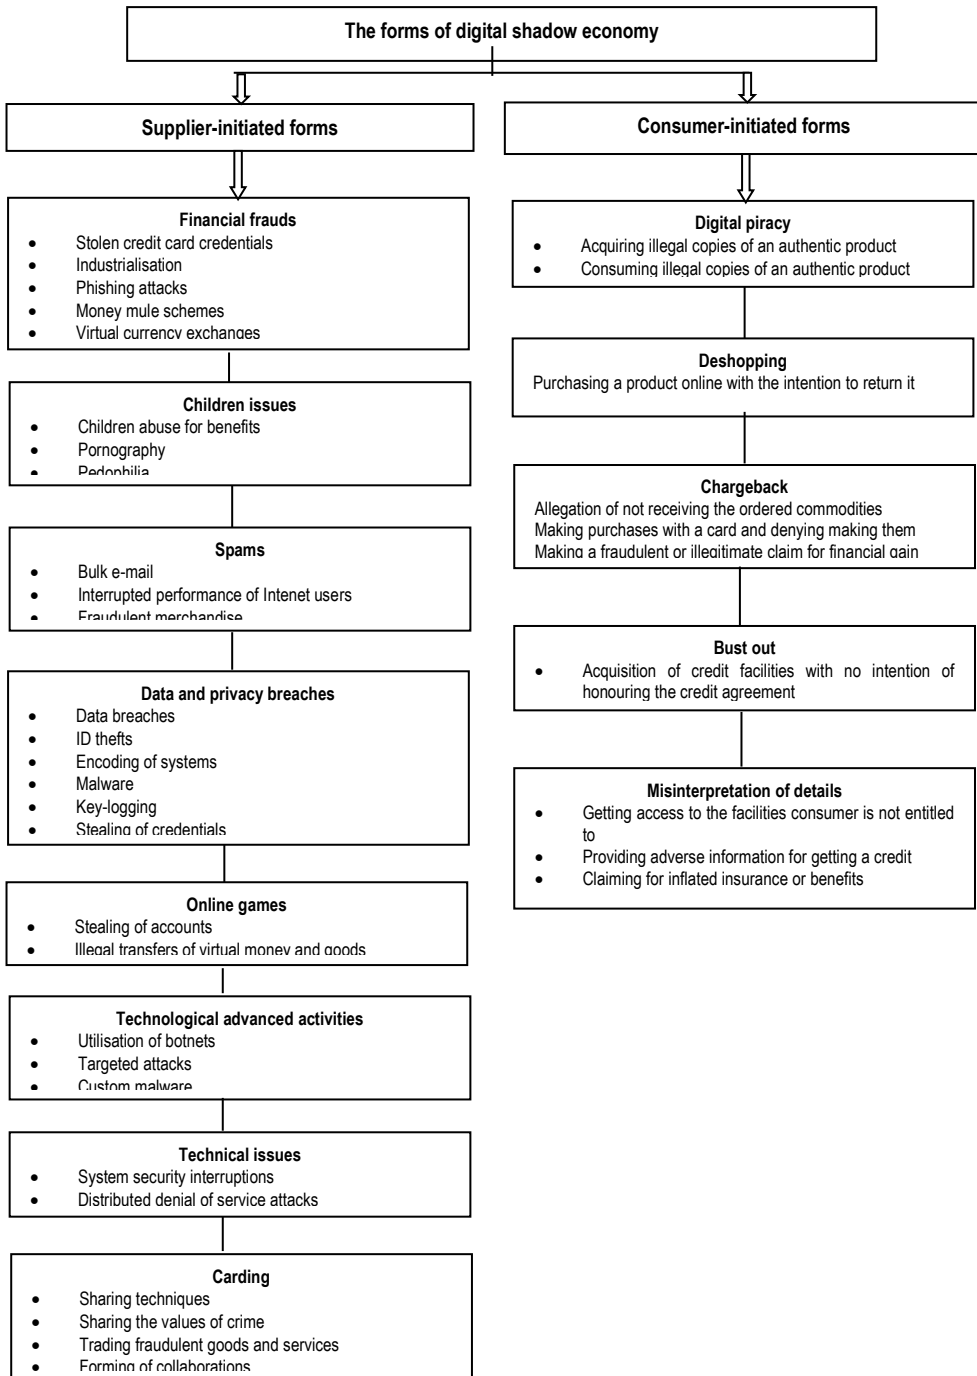 The forms of digital shadow economy
Supplier-initiated forms
Financial frauds
• Stolen credit card credentials
• Industrialisation
• Phishing attacks
• Money mule schemes
• Virtual currency exchanges
Children issues
• Children abuse for benefits
• Pornography
• Pedophilia
Spams
• Bulk e-mail
• Interrupted performance of Intenet users
• Fraudulent merchandise
Data and privacy breaches
• Data breaches
• ID thefts
• Encoding of systems
• Malware
• Key-logging
• Stealing of credentials
Online games
• Stealing of accounts
• Illegal transfers of virtual money and goods
Technological advanced activities
• Utilisation of botnets
• Targeted attacks
• Custom malware
Technical issues
• System security interruptions
• Distributed denial of service attacks
Carding
• Sharing techniques
• Sharing the values of crime
• Trading fraudulent goods and services
• Forming of collaborations
Consumer-initiated forms
Digital piracy
• Acquiring illegal copies of an authentic product
• Consuming illegal copies of an authentic product
Deshopping
Purchasing a product online with the intention to return it
Chargeback
Allegation of not receiving the ordered commodities
Making purchases with a card and denying making them
Making a fraudulent or illegitimate claim for financial gain
Bust out
• Acquisition of credit facilities with no intention of
honouring the credit agreement
Misinterpretation of details
• Getting access to the facilities consumer is not entitled
to
• Providing adverse information for getting a credit
• Claiming for inflated insurance or benefits